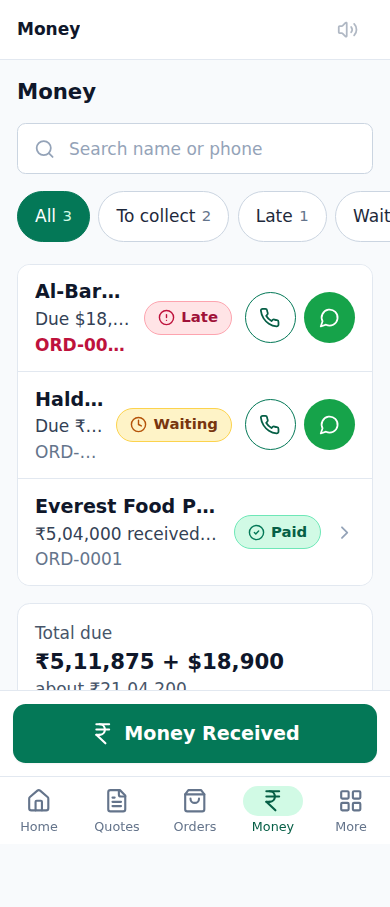 Money
Money
Search name or phone
All 3 To collect 2 Late 1 Wait
Al-Bar…
Due $18,…
ORD-00…
Late
Hald…
Due ₹…
ORD-…
Waiting
Everest Food P…
₹5,04,000 received…
ORD-0001
Paid
Total due
₹5,11,875 + $18,900
about ₹21,04,200
₹ Money Received
Home Quotes Orders Money More